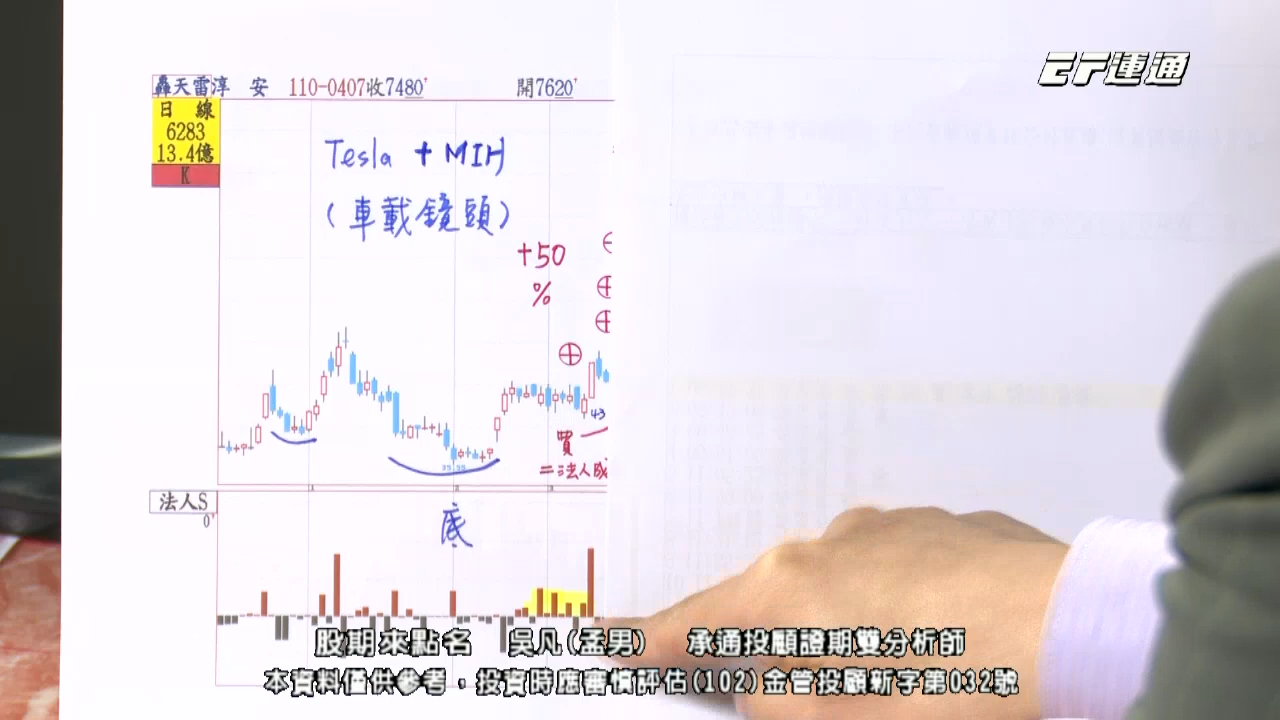 EF運通
轟天雷淳 安 110-0407收7480' 開7620'
日 線
6283
13.4億
K
Tesla + MIH
(車載鏡頭)
+50
%
43
買
=法人成
35.55
法人S
0'
底
股期來點名 吳凡(孟男) 承通投顧證期雙分析師
本資料僅供參考，投資時應審慎評估(102)金管投顧新字第032號